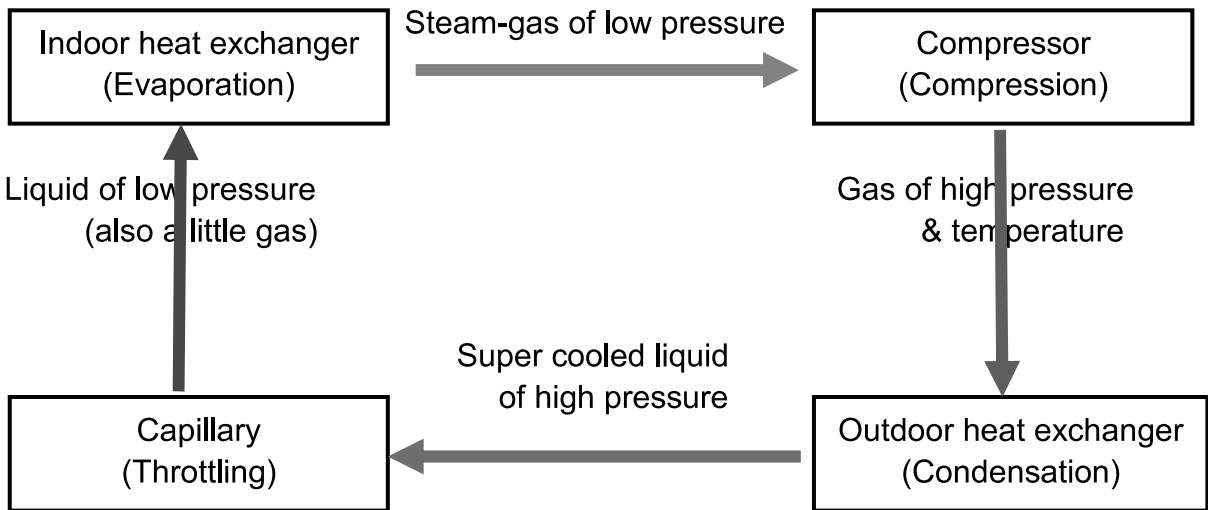 Indoor heat exchanger
(Evaporation)
Steam-gas of low pressure
Compressor
(Compression)
Liquid of low pressure
(also a little gas)
Gas of high pressure
& temperature
Super cooled liquid
of high pressure
Capillary
(Throttling)
Outdoor heat exchanger
(Condensation)